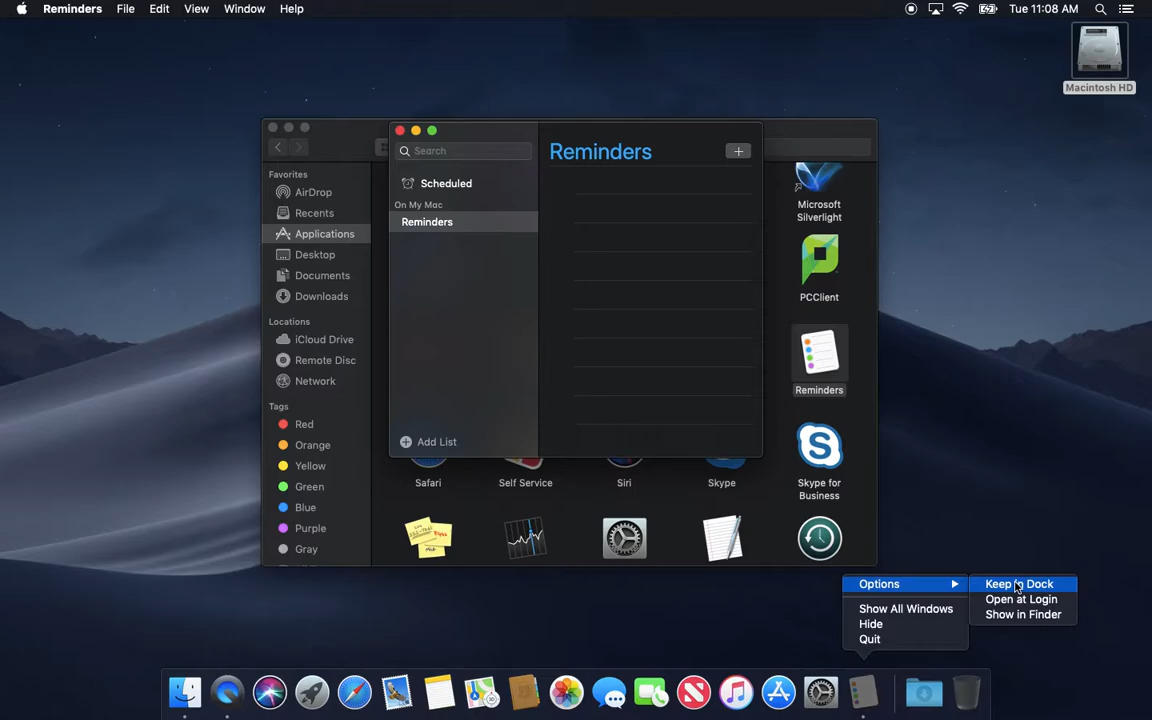 Reminders File Edit View Window Help Tue 11:08 AM
Macintosh HD
Search
Reminders
Scheduled
On My Mac
Reminders
Add List
Favorites
AirDrop
Recents
Applications
Desktop
Documents
Downloads
Locations
iCloud Drive
Remote Disc
Network
Tags
Red
Orange
Yellow
Green
Blue
Purple
Gray
Microsoft
Silverlight
PCClient
Reminders
Safari
Self Service
Siri
Skype
Skype for
Business
Options
Show All Windows
Hide
Quit
Keep in Dock
Open at Login
Show in Finder